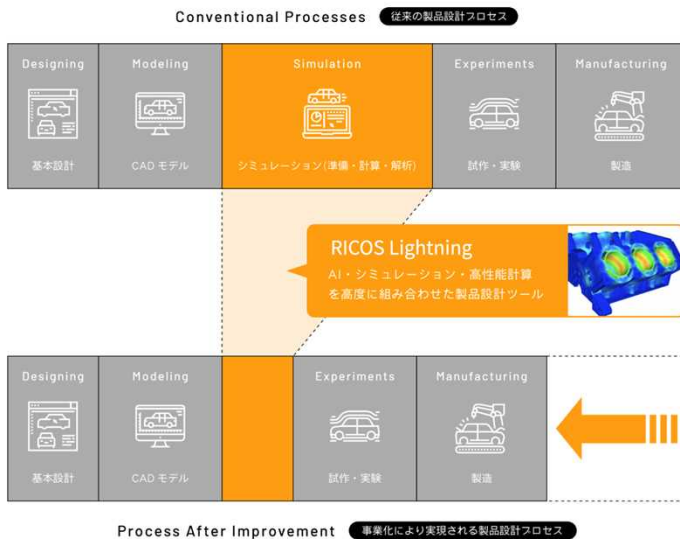 Conventional Processes 従来の製品設計プロセス
Designing Modeling Simulation Experiments Manufacturing
基本設計 CAD モデル シミュレーション(準備・計算・解析) 試作・実験 製造
RICOS Lightning
AI・シミュレーション・高性能計算
を高度に組み合わせた製品設計ツール
Designing Modeling Experiments Manufacturing
基本設計 CAD モデル 試作・実験 製造
Process After Improvement 事業化により実現される製品設計プロセス